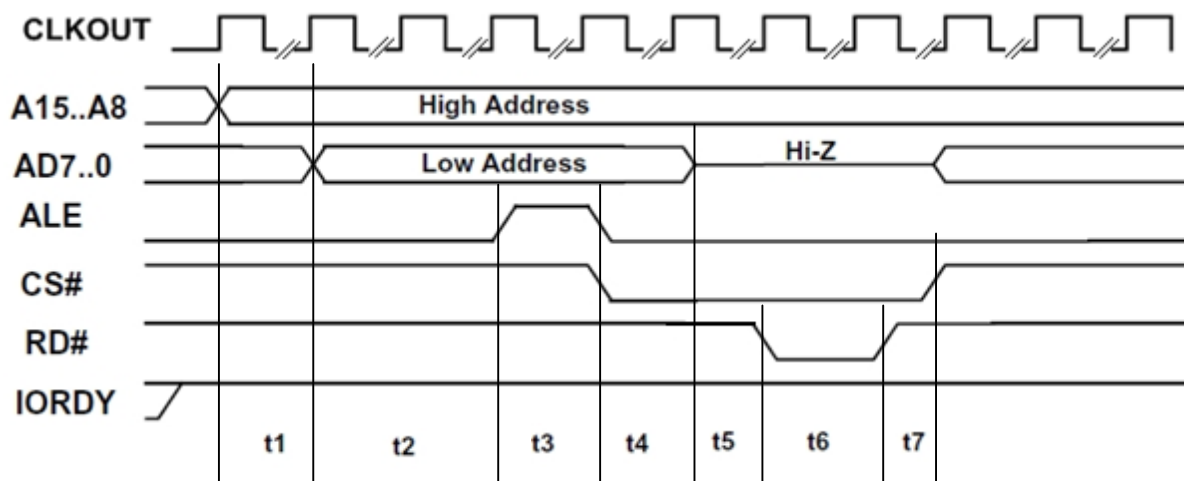 CLKOUT
A15..A8 High Address
AD7..0 Low Address Hi-Z
ALE
CS#
RD#
IORDY
t1 t2 t3 t4 t5 t6 t7